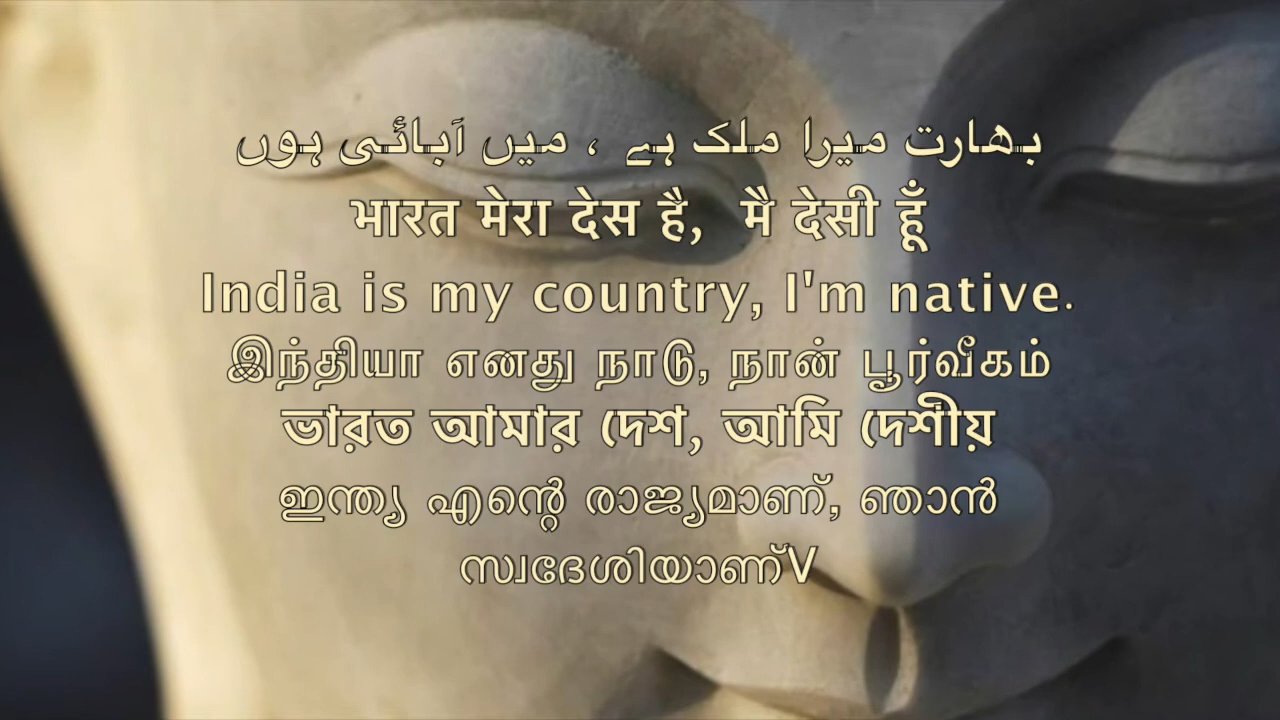 بھارت میرا ملک ہے ، میں آبائی ہوں
भारत मेरा देस है, मै देसी हूँ
India is my country, I'm native.
இந்தியா எனது நாடு, நான் பூர்வீகம்
ভারত আমার দেশ, আমি দেশীয়
ഇന്ത്യ എന്റെ രാജ്യമാണ്, ഞാൻ
സ്വദേശിയാണ്V